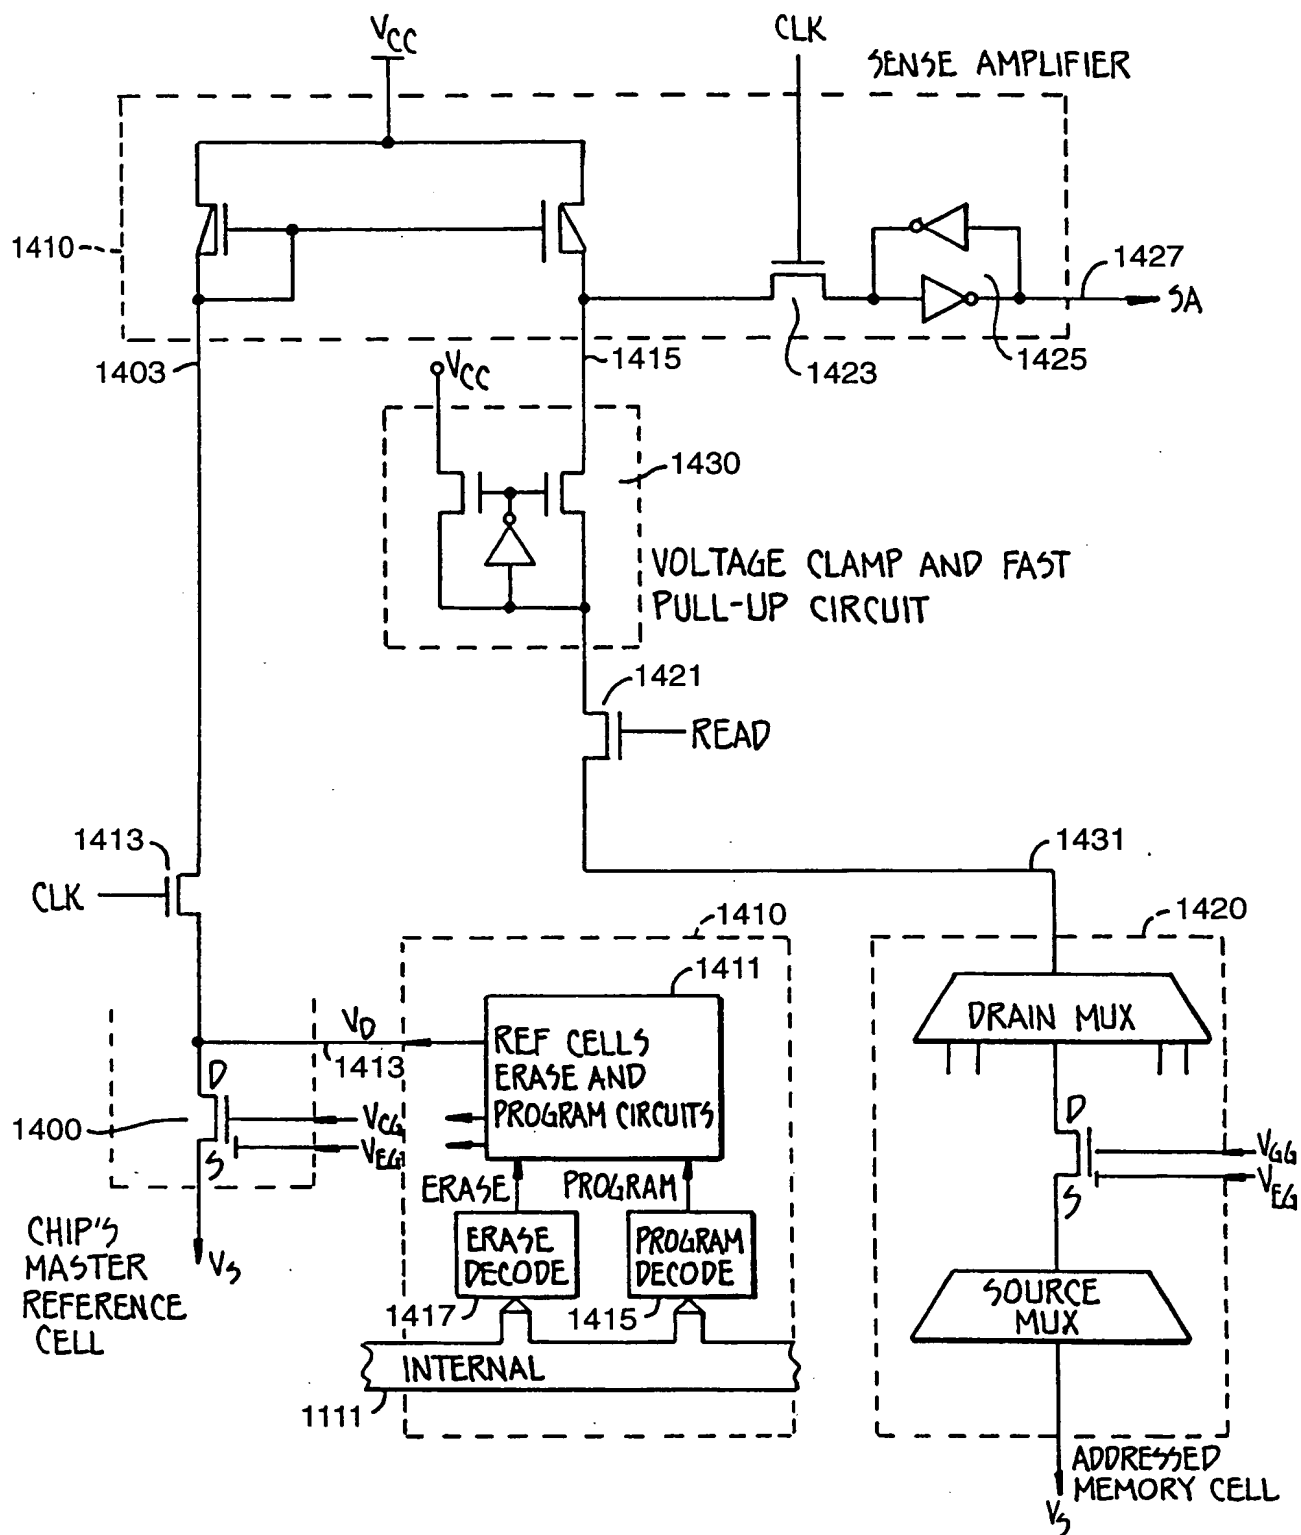 VCC
CLK
SENSE AMPLIFIER
1410
1427
SA
1403
1415
1423
1425
VCC
1430
VOLTAGE CLAMP AND FAST
PULL-UP CIRCUIT
1421
READ
1413
CLK
1431
1410
1420
1411
DRAIN MUX
VD
1413
REF CELLS
ERASE AND
PROGRAM CIRCUITS
D
1400
VCG
VEG
S
D
VGG
VEG
S
ERASE
PROGRAM
CHIP'S
MASTER
REFERENCE
CELL
VS
ERASE
DECODE
PROGRAM
DECODE
1417
1415
SOURCE
MUX
INTERNAL
1111
ADDRESSED
MEMORY CELL
VS